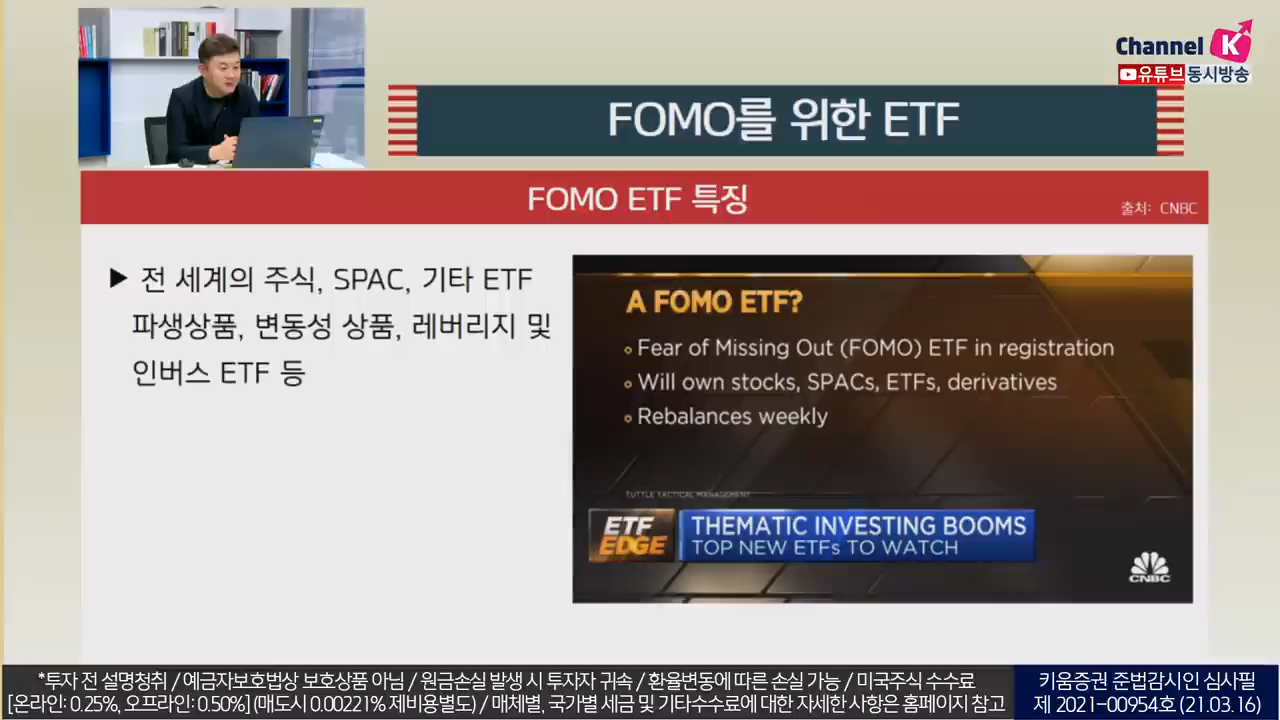 Channel K
유튜브동시방송
FOMO를 위한 ETF
FOMO ETF 특징
출처: CNBC
▶ 전 세계의 주식, SPAC, 기타 ETF
파생상품, 변동성 상품, 레버리지 및
인버스 ETF 등
A FOMO ETF?
Fear of Missing Out (FOMO) ETF in registration
Will own stocks, SPACs, ETFs, derivatives
Rebalances weekly
TUTTLE TACTICAL MANAGEMENT
ETF
EDGE
THEMATIC INVESTING BOOMS
TOP NEW ETFs TO WATCH
CNBC
*투자 전 설명청취 / 예금자보호법상 보호상품 아님 / 원금손실 발생 시 투자자 귀속 / 환율변동에 따른 손실 가능 / 미국주식 수수료
[온라인: 0.25%, 오프라인: 0.50%] (매도시 0.00221% 제비용별도) / 매체별, 국가별 세금 및 기타수수료에 대한 자세한 사항은 홈페이지 참고
키움증권 준법감시인 심사필
제 2021-00954호 (21.03.16)